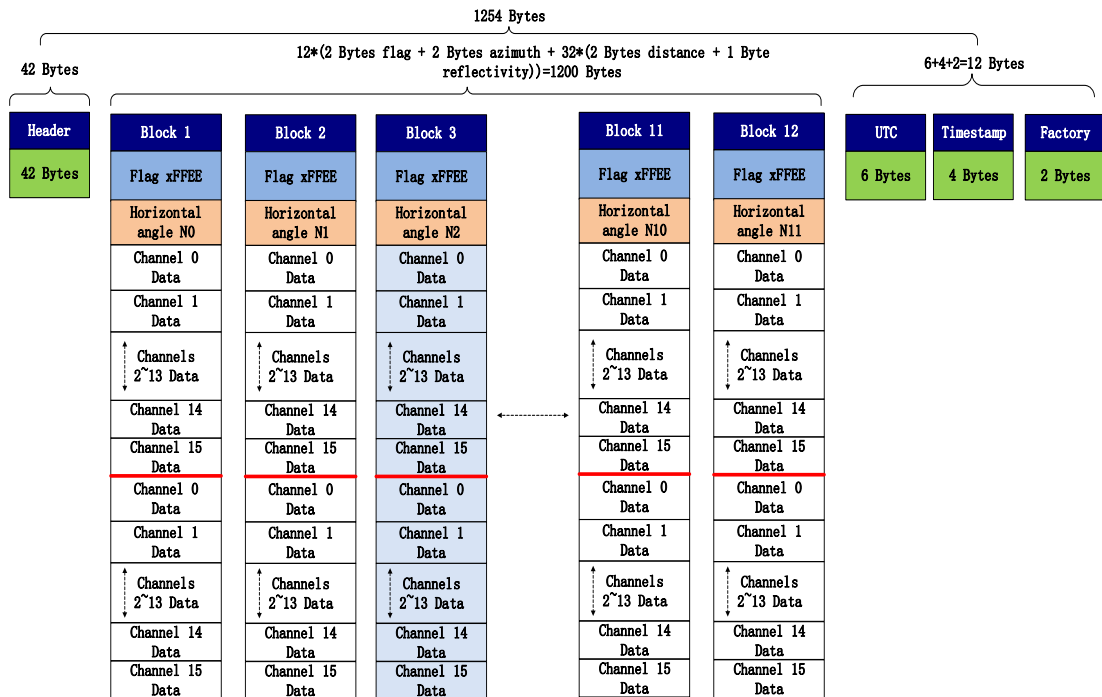 1254 Bytes
12*(2 Bytes flag + 2 Bytes azimuth + 32*(2 Bytes distance + 1 Byte
reflectivity))=1200 Bytes
42 Bytes
6+4+2=12 Bytes
Header
42 Bytes
Block 1
Flag xFFEE
Horizontal
angle N0
Channel 0
Data
Channel 1
Data
Channels
2~13 Data
Channel 14
Data
Channel 15
Data
Channel 0
Data
Channel 1
Data
Channels
2~13 Data
Channel 14
Data
Channel 15
Data
Block 2
Flag xFFEE
Horizontal
angle N1
Channel 0
Data
Channel 1
Data
Channels
2~13 Data
Channel 14
Data
Channel 15
Data
Channel 0
Data
Channel 1
Data
Channels
2~13 Data
Channel 14
Data
Channel 15
Data
Block 3
Flag xFFEE
Horizontal
angle N2
Channel 0
Data
Channel 1
Data
Channels
2~13 Data
Channel 14
Data
Channel 15
Data
Channel 0
Data
Channel 1
Data
Channels
2~13 Data
Channel 14
Data
Channel 15
Data
Block 11
Flag xFFEE
Horizontal
angle N10
Channel 0
Data
Channel 1
Data
Channels
2~13 Data
Channel 14
Data
Channel 15
Data
Channel 0
Data
Channel 1
Data
Channels
2~13 Data
Channel 14
Data
Channel 15
Data
Block 12
Flag xFFEE
Horizontal
angle N11
Channel 0
Data
Channel 1
Data
Channels
2~13 Data
Channel 14
Data
Channel 15
Data
Channel 0
Data
Channel 1
Data
Channels
2~13 Data
Channel 14
Data
Channel 15
Data
UTC
6 Bytes
Timestamp
4 Bytes
Factory
2 Bytes